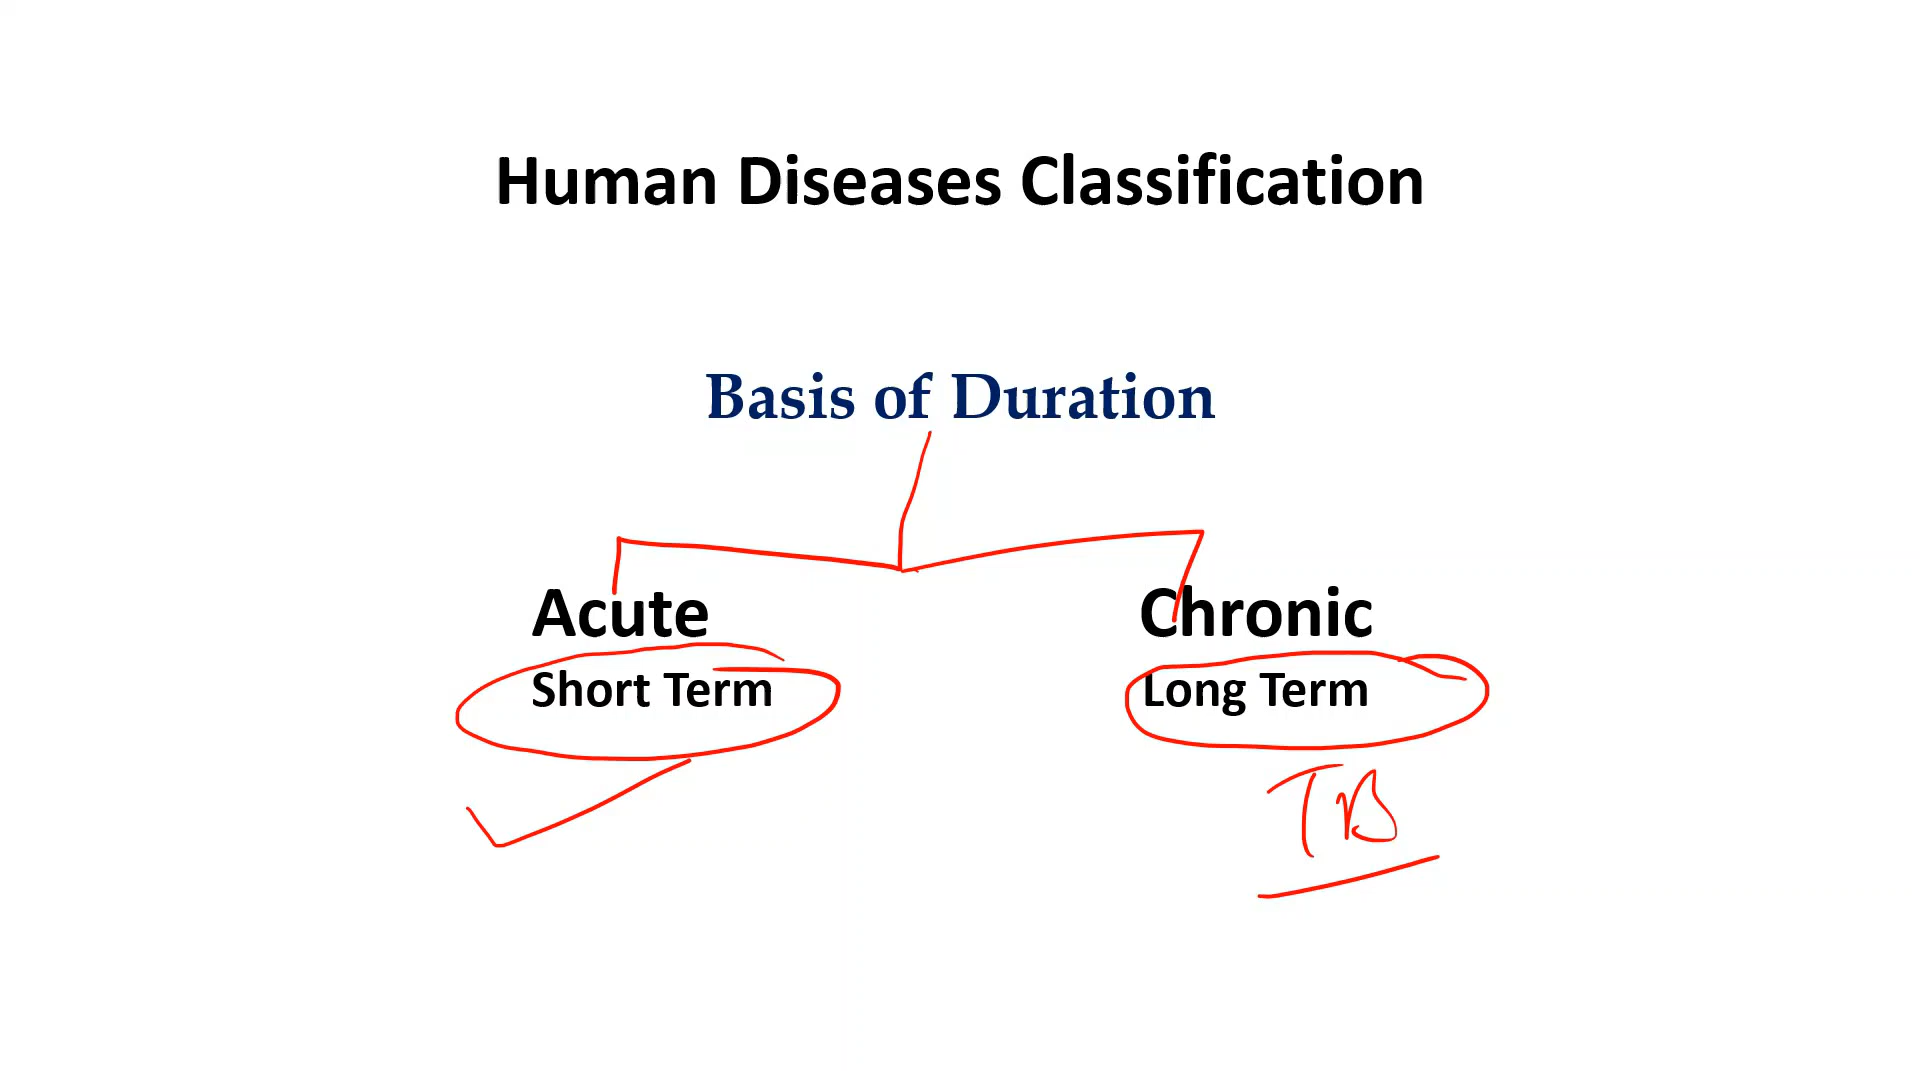 Human Diseases Classification
Basis of Duration
Acute
Chronic
Short Term
Long Term
TB